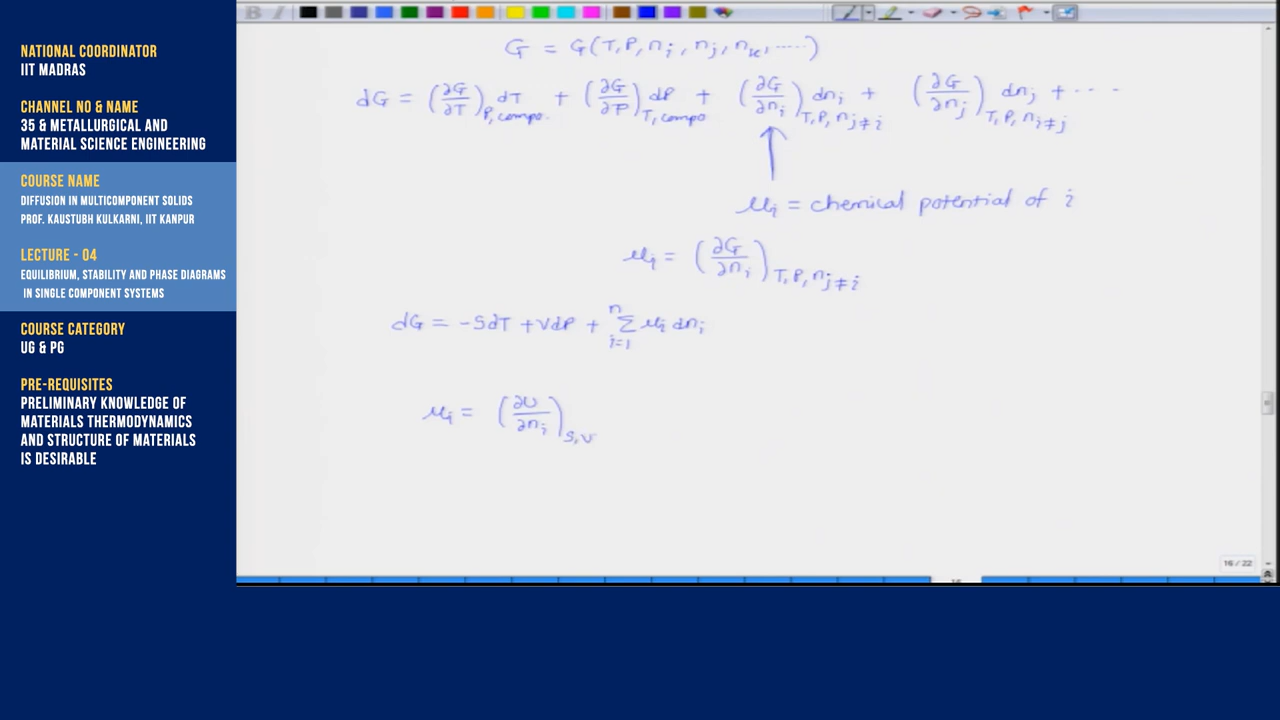 NATIONAL COORDINATOR
IIT MADRAS
CHANNEL NO & NAME
35 & METALLURGICAL AND
MATERIAL SCIENCE ENGINEERING
COURSE NAME
DIFFUSION IN MULTICOMPONENT SOLIDS
PROF. KAUSTUBH KULKARNI, IIT KANPUR
LECTURE - 04
EQUILIBRIUM, STABILITY AND PHASE DIAGRAMS
IN SINGLE COMPONENT SYSTEMS
COURSE CATEGORY
UG & PG
PRE-REQUISITES
PRELIMINARY KNOWLEDGE OF
MATERIALS THERMODYNAMICS
AND STRUCTURE OF MATERIALS
IS DESIRABLE
B I
G = G(T, P, n_i, n_j, n_k, .....)
dG = (∂G/∂T)_{P, compo.} dT + (∂G/∂P)_{T, compo} dP + (∂G/∂n_i)_{T, P, n_j≠i} dn_i + (∂G/∂n_j)_{T, P, n_i≠j} dn_j + ...
μ_i = chemical potential of i
μ_i = (∂G/∂n_i)_{T, P, n_j≠i}
dG = -SdT + VdP + Σ_{i=1}^{n} μ_i dn_i
μ_i = (∂U/∂n_i)_{S, V}
16 / 22
16